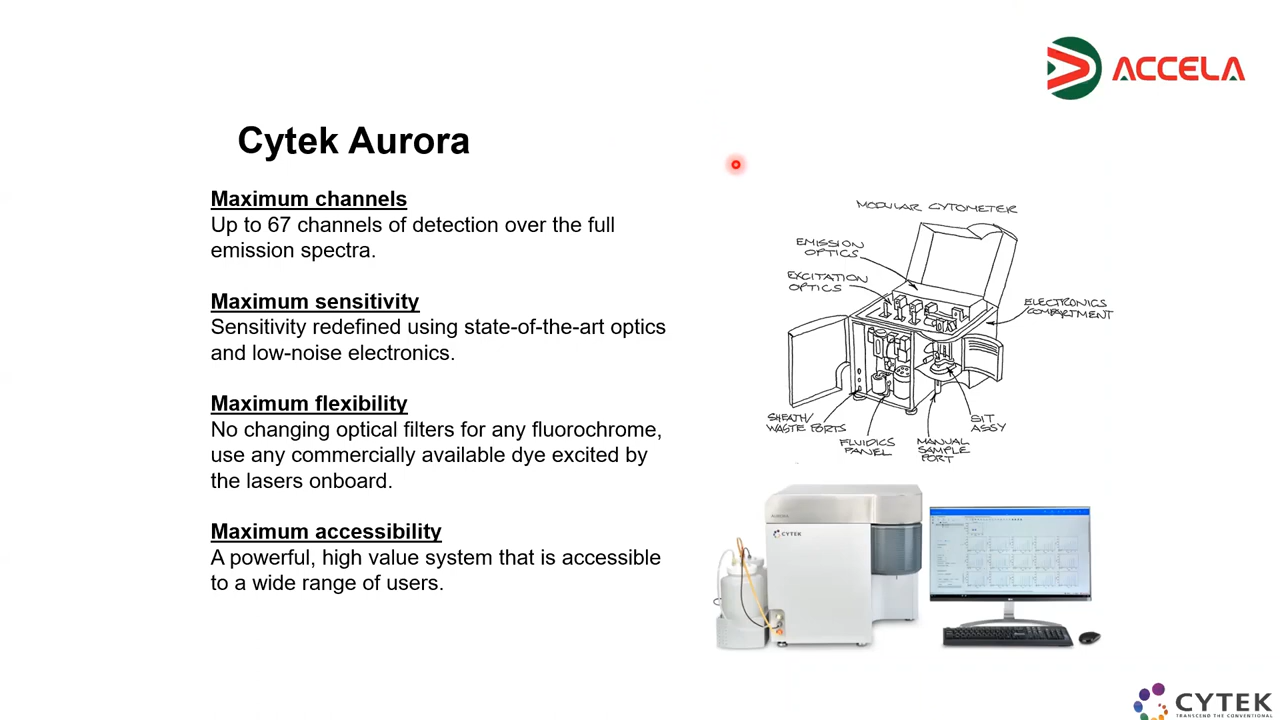 ACCELA
Cytek Aurora
Maximum channels
Up to 67 channels of detection over the full
emission spectra.
Maximum sensitivity
Sensitivity redefined using state-of-the-art optics
and low-noise electronics.
Maximum flexibility
No changing optical filters for any fluorochrome,
use any commercially available dye excited by
the lasers onboard.
Maximum accessibility
A powerful, high value system that is accessible
to a wide range of users.
MODULAR CYTOMETER
EMISSION
OPTICS
EXCITATION
OPTICS
ELECTRONICS
COMPARTMENT
SHEATH/
WASTE PORTS
FLUIDICS
PANEL
MANUAL
SAMPLE
PORT
SIT
ASSY
AURORA
CYTEK
CYTEK
TRANSCEND THE CONVENTIONAL